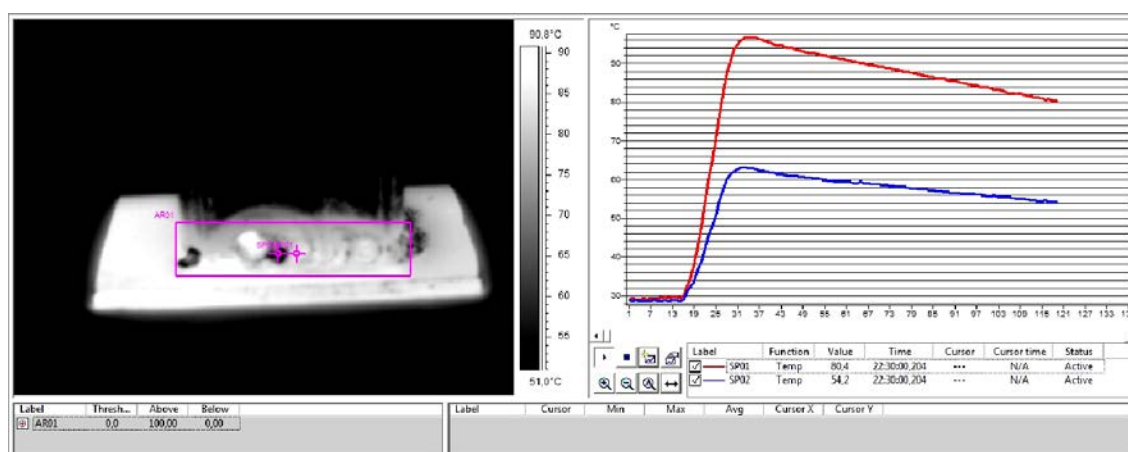 90,8°C
90
85
80
75
70
65
60
55
51,0°C
AR01
°C
90
80
70
60
50
40
30
1 7 13 19 25 31 37 43 49 55 61 67 73 79 85 91 97 103 109 115 121 127 133
Label Function Value Time Cursor Cursor time Status
SP01 Temp 80,4 22:30:00,204 --- N/A Active
SP02 Temp 54,2 22:30:00,204 --- N/A Active
Label Thresh... Above Below
AR01 0,0 100,00 0,00
Label Cursor Min Max Avg Cursor X Cursor Y